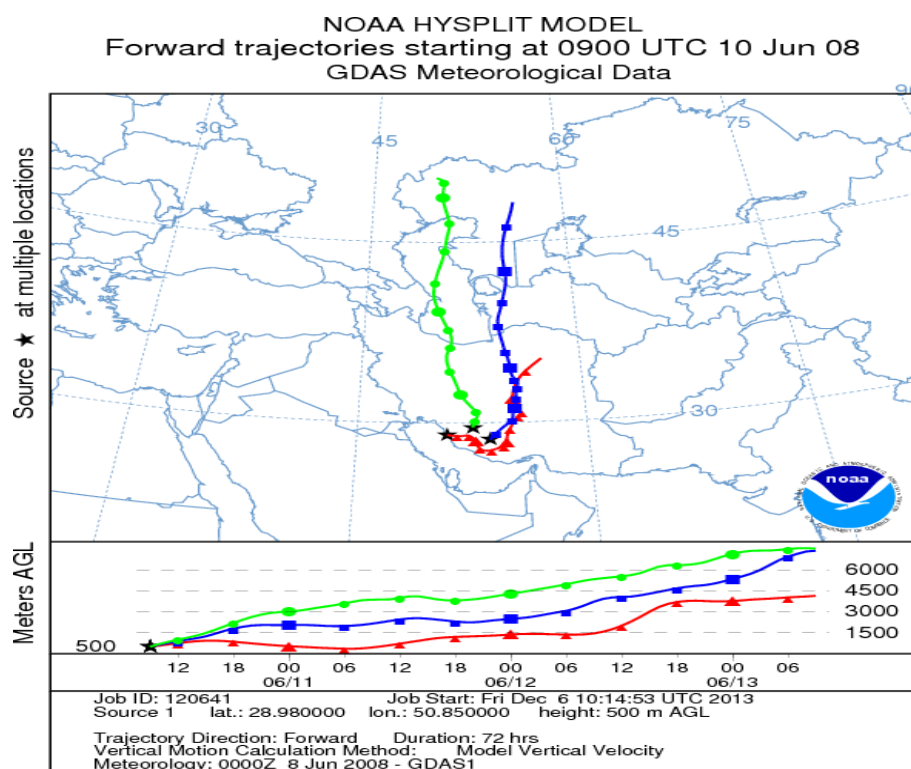 NOAA HYSPLIT MODEL
Forward trajectories starting at 0900 UTC 10 Jun 08
GDAS Meteorological Data
Source ★ at multiple locations
30
45
60
75
90
45
30
noaa
Meters AGL
500
6000
4500
3000
1500
12 18 00 06 12 18 00 06 12 18 00 06
06/11 06/12 06/13
Job ID: 120641 Job Start: Fri Dec 6 10:14:53 UTC 2013
Source 1 lat.: 28.980000 lon.: 50.850000 height: 500 m AGL
Trajectory Direction: Forward Duration: 72 hrs
Vertical Motion Calculation Method: Model Vertical Velocity
Meteorology: 0000Z 8 Jun 2008 - GDAS1